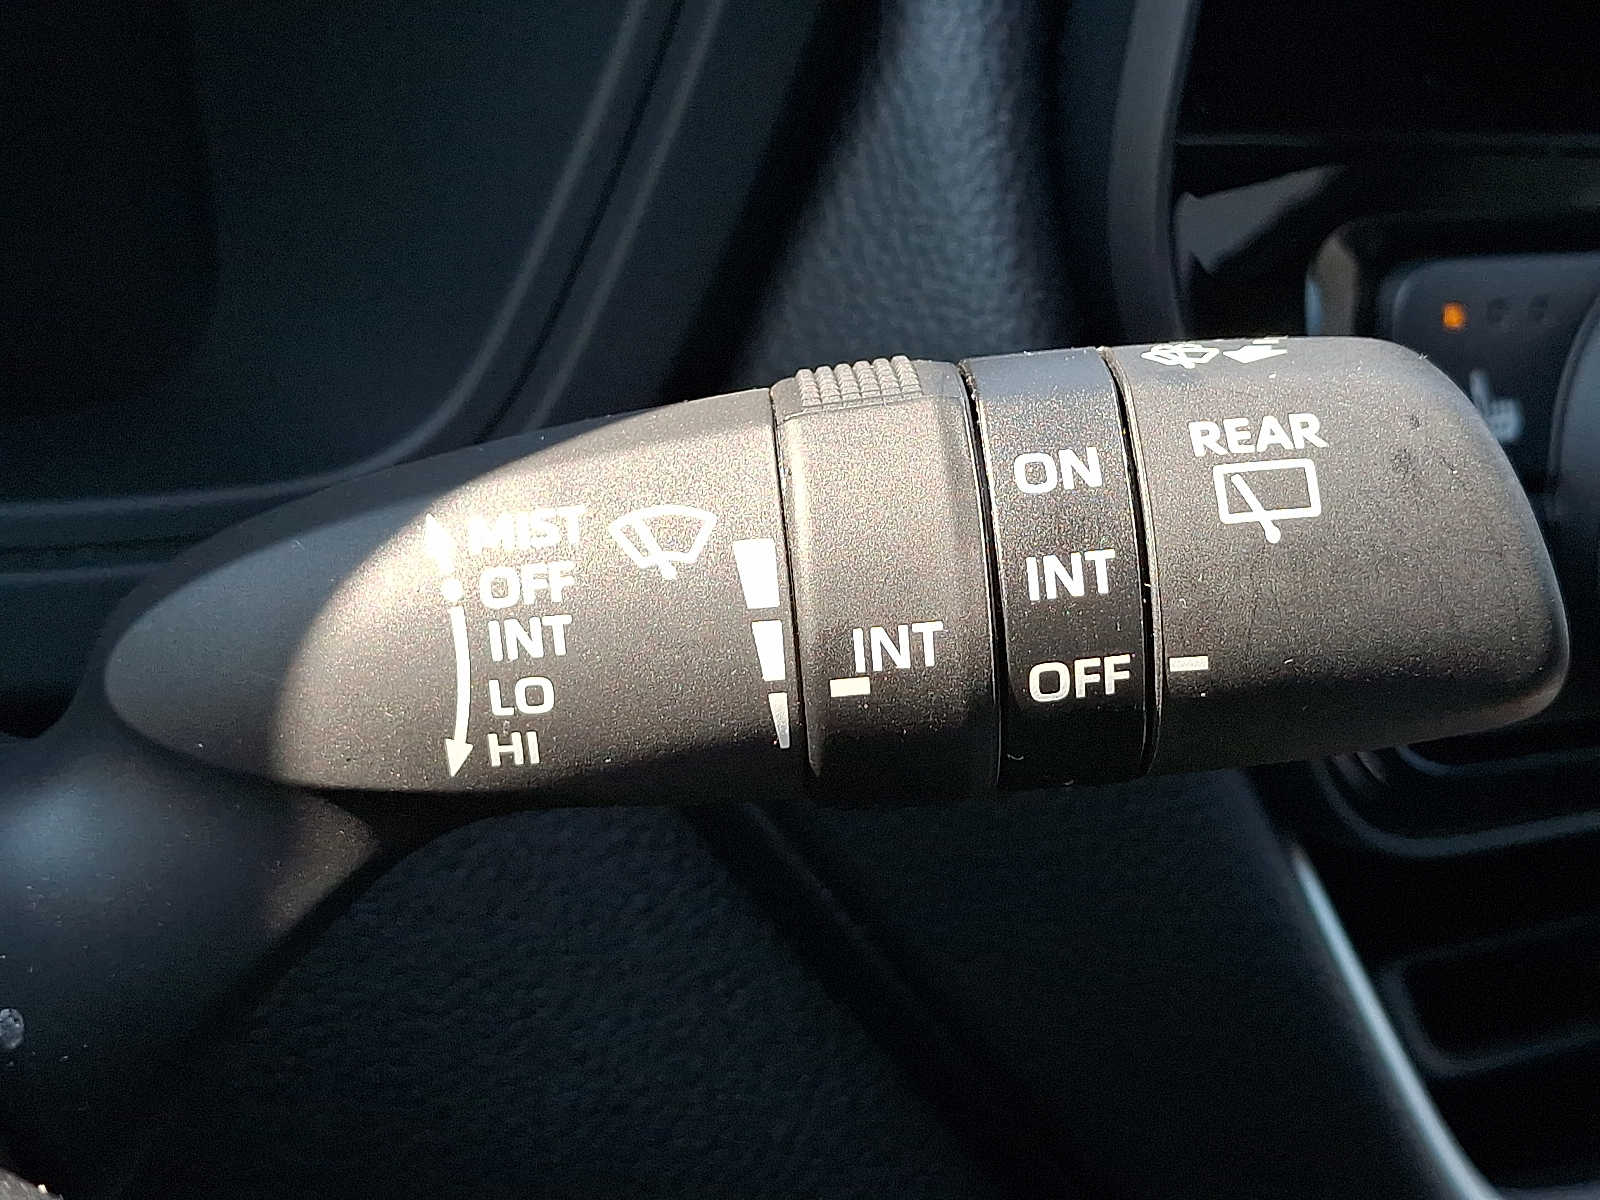 MIST
OFF
INT
LO
HI
INT
ON
INT
OFF
REAR